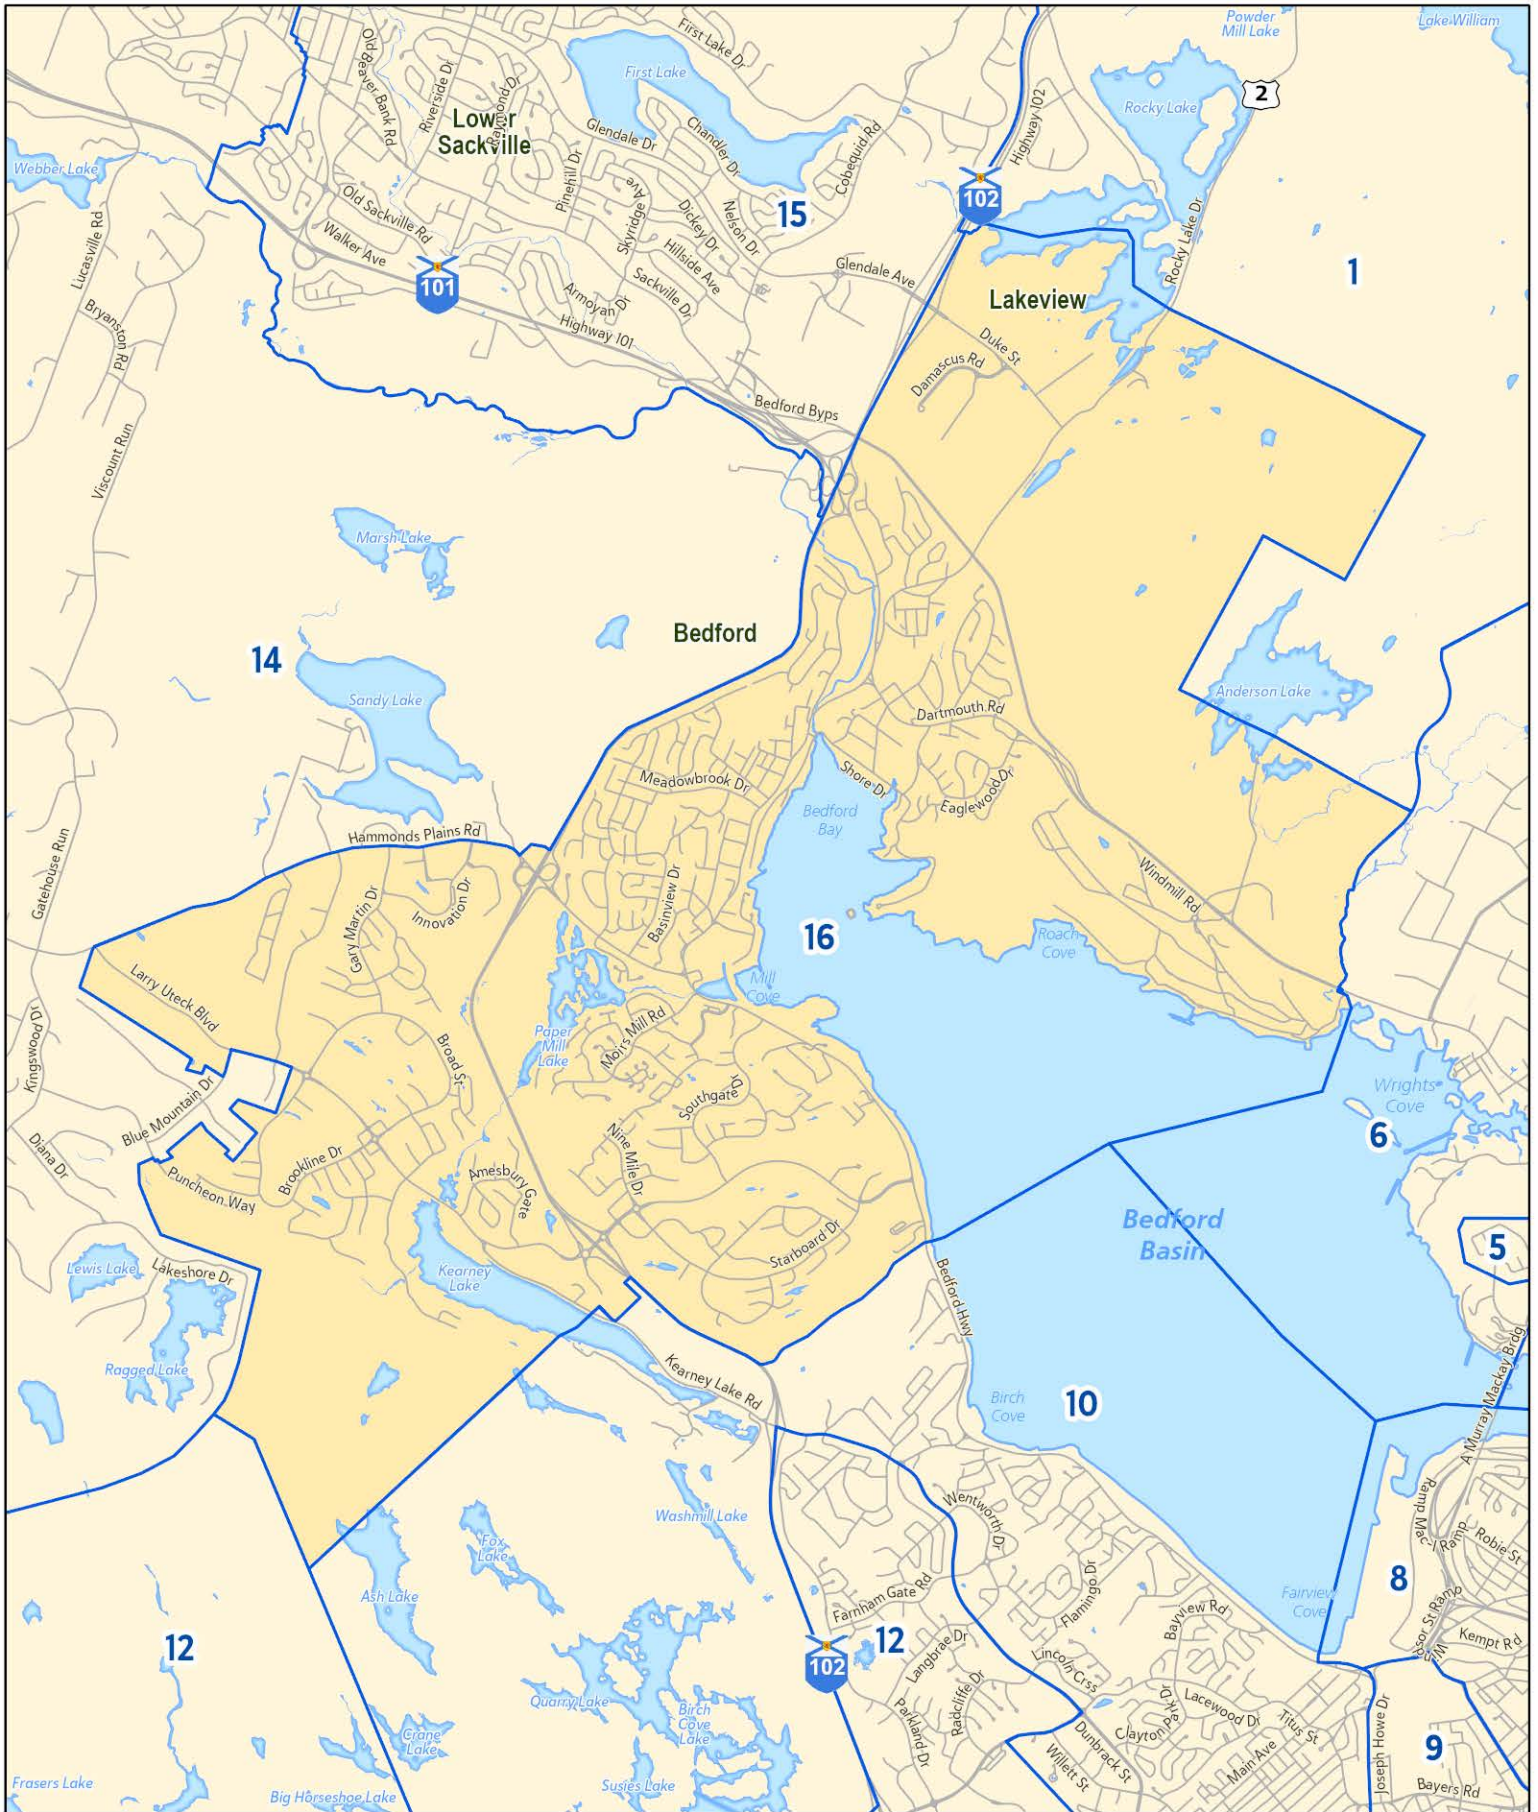 Powder
Mill Lake
Lake William
First Lake Dr
Old Beaver Bank Rd
Riverside Dr
Raymond Dr
First Lake
Rocky Lake
2
Highway 102
Lower
Sackville
Glendale Dr
Chandler Dr
Cobequid Rd
Webber Lake
Pinehill Dr
Skyridge Ave
Dickey Dr
Nelson Dr
102
15
Old Sackville Rd
Walker Ave
Hillside Ave
Lucasville Rd
Rocky Lake Dr
101
Armoyan Dr
Sackville Dr
Glendale Ave
Lakeview
1
Highway 101
Bryanston Rd
Duke St
Damascus Rd
Bedford Byps
Viscount Run
Marsh Lake
Bedford
14
Sandy Lake
Anderson Lake
Dartmouth Rd
Meadowbrook Dr
Shore Dr
Eaglewood Dr
Bedford
Bay
Hammonds Plains Rd
Gatehouse Run
Windmill Rd
Gary Martin Dr
Innovation Dr
Basinview Dr
16
Roach
Cove
Larry Uteck Blvd
Mill
Cove
Kingswood Dr
Moirs Mill Rd
Paper
Mill
Lake
Broad St
Southgate Dr
Wrights
Cove
Blue Mountain Dr
6
Diana Dr
Nine Mile Dr
Brookline Dr
Puncheon Way
Amesbury Gate
Bedford
Basin
Starboard Dr
5
Lewis Lake
Lakeshore Dr
Kearney
Lake
Bedford Hwy
Ragged Lake
Kearney Lake Rd
A Murray Mackay Brdg
Birch
Cove
10
Washmill Lake
Wentworth Dr
Ramp Mac-I Ramp
Robie St
Fox
Lake
Ash Lake
Farnham Gate Rd
Flamingo Dr
Fairview
Cove
8
Bayview Rd
Kempt Rd
12
12
102
Langbrae Dr
Lincoln Crss
Radcliffe Dr
Parkland Dr
Quarry Lake
Birch
Cove
Lake
Crane
Lake
Lacewood Dr
Clayton Park Dr
Titus St
Dunbrack St
Main Ave
Willett St
Joseph Howe Dr
9
Bayers Rd
Frasers Lake
Big Horseshoe Lake
Susies Lake